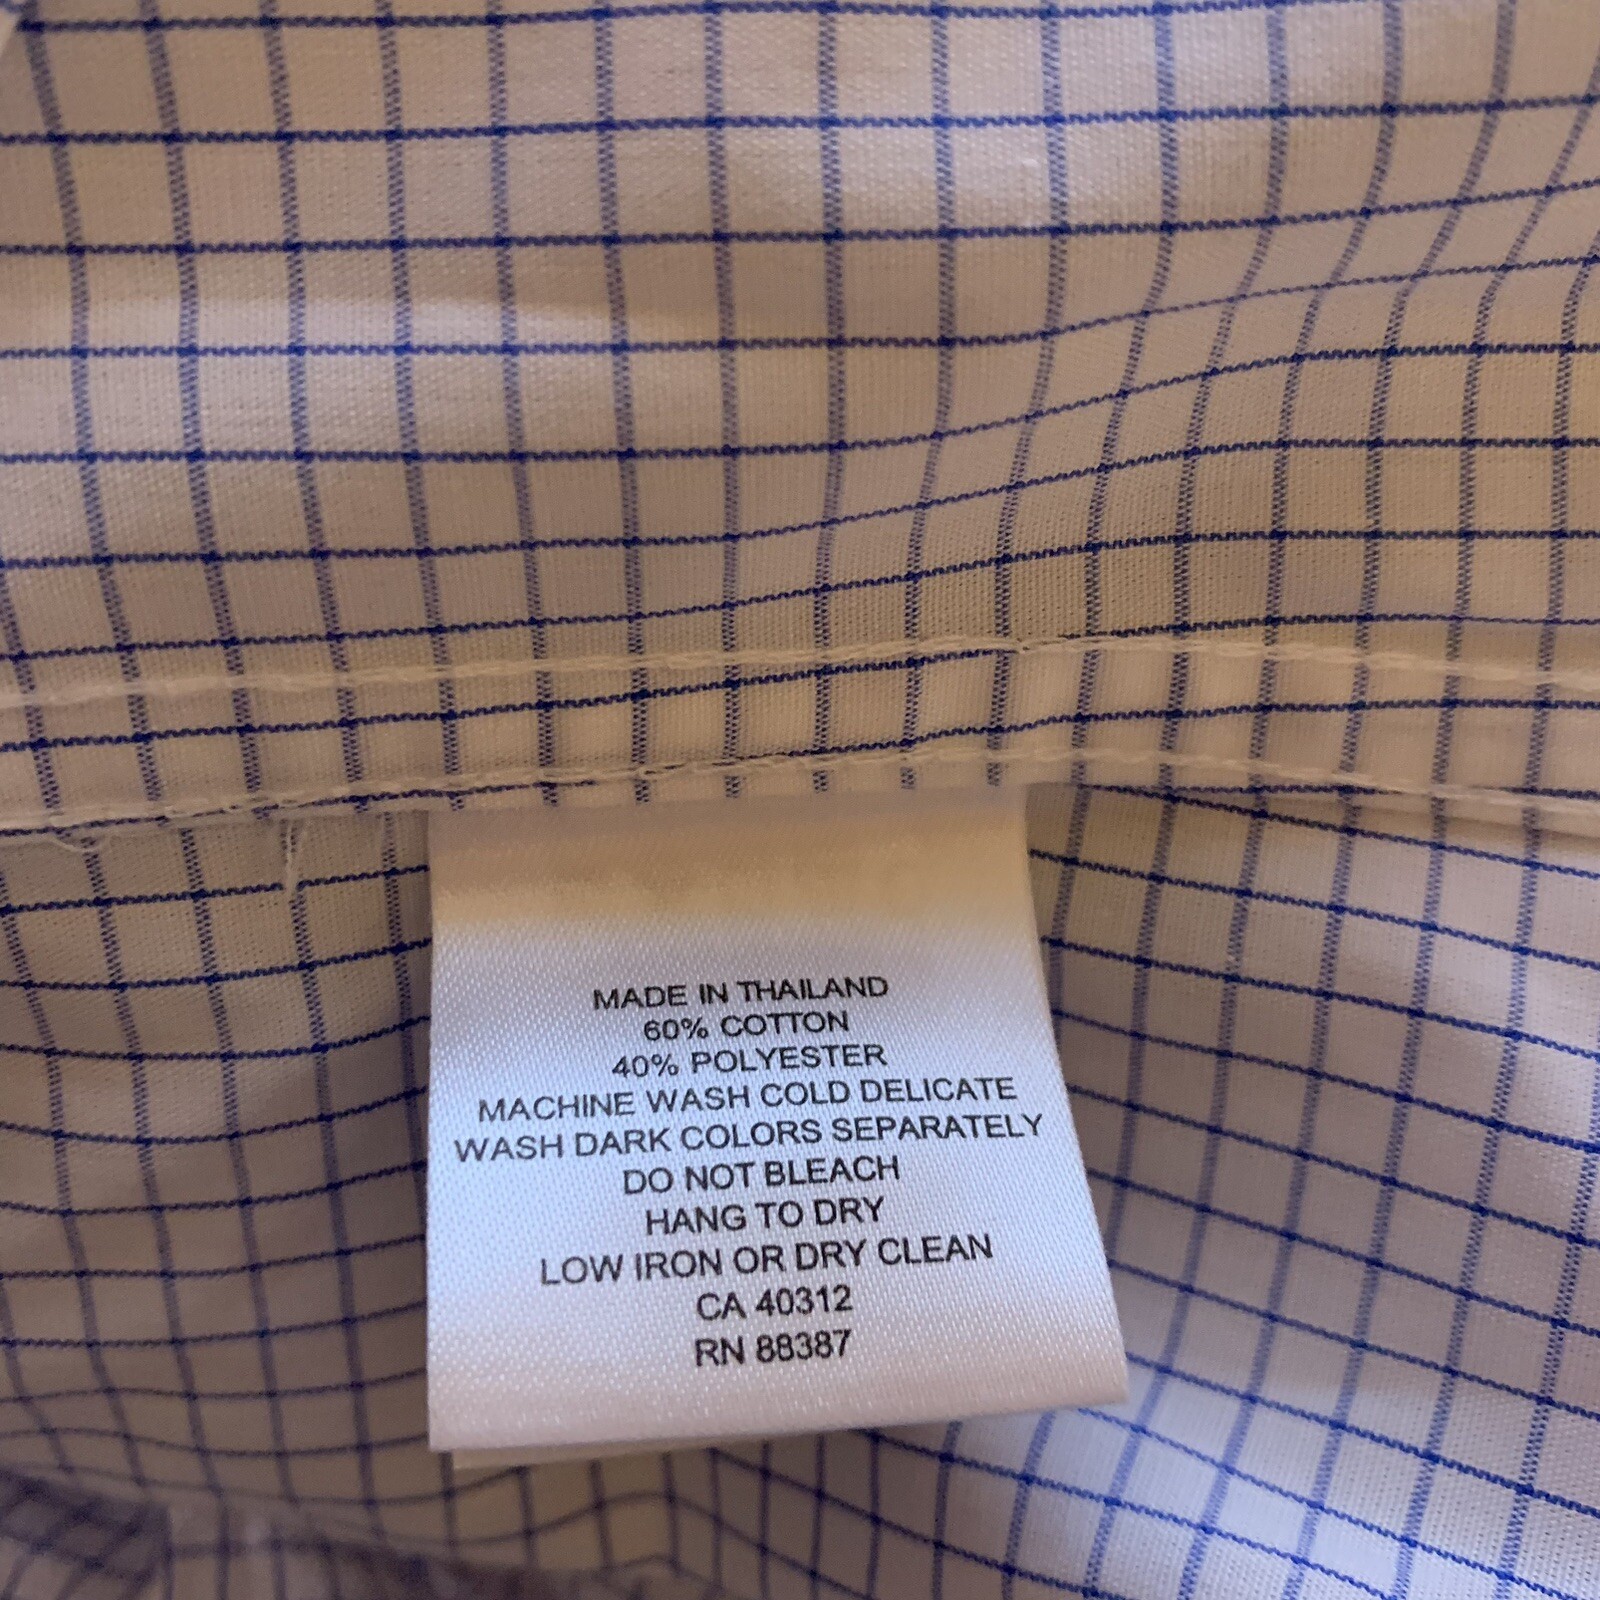 MADE IN THAILAND
60% COTTON
40% POLYESTER
MACHINE WASH COLD DELICATE
WASH DARK COLORS SEPARATELY
DO NOT BLEACH
HANG TO DRY
LOW IRON OR DRY CLEAN
CA 40312
RN 88387